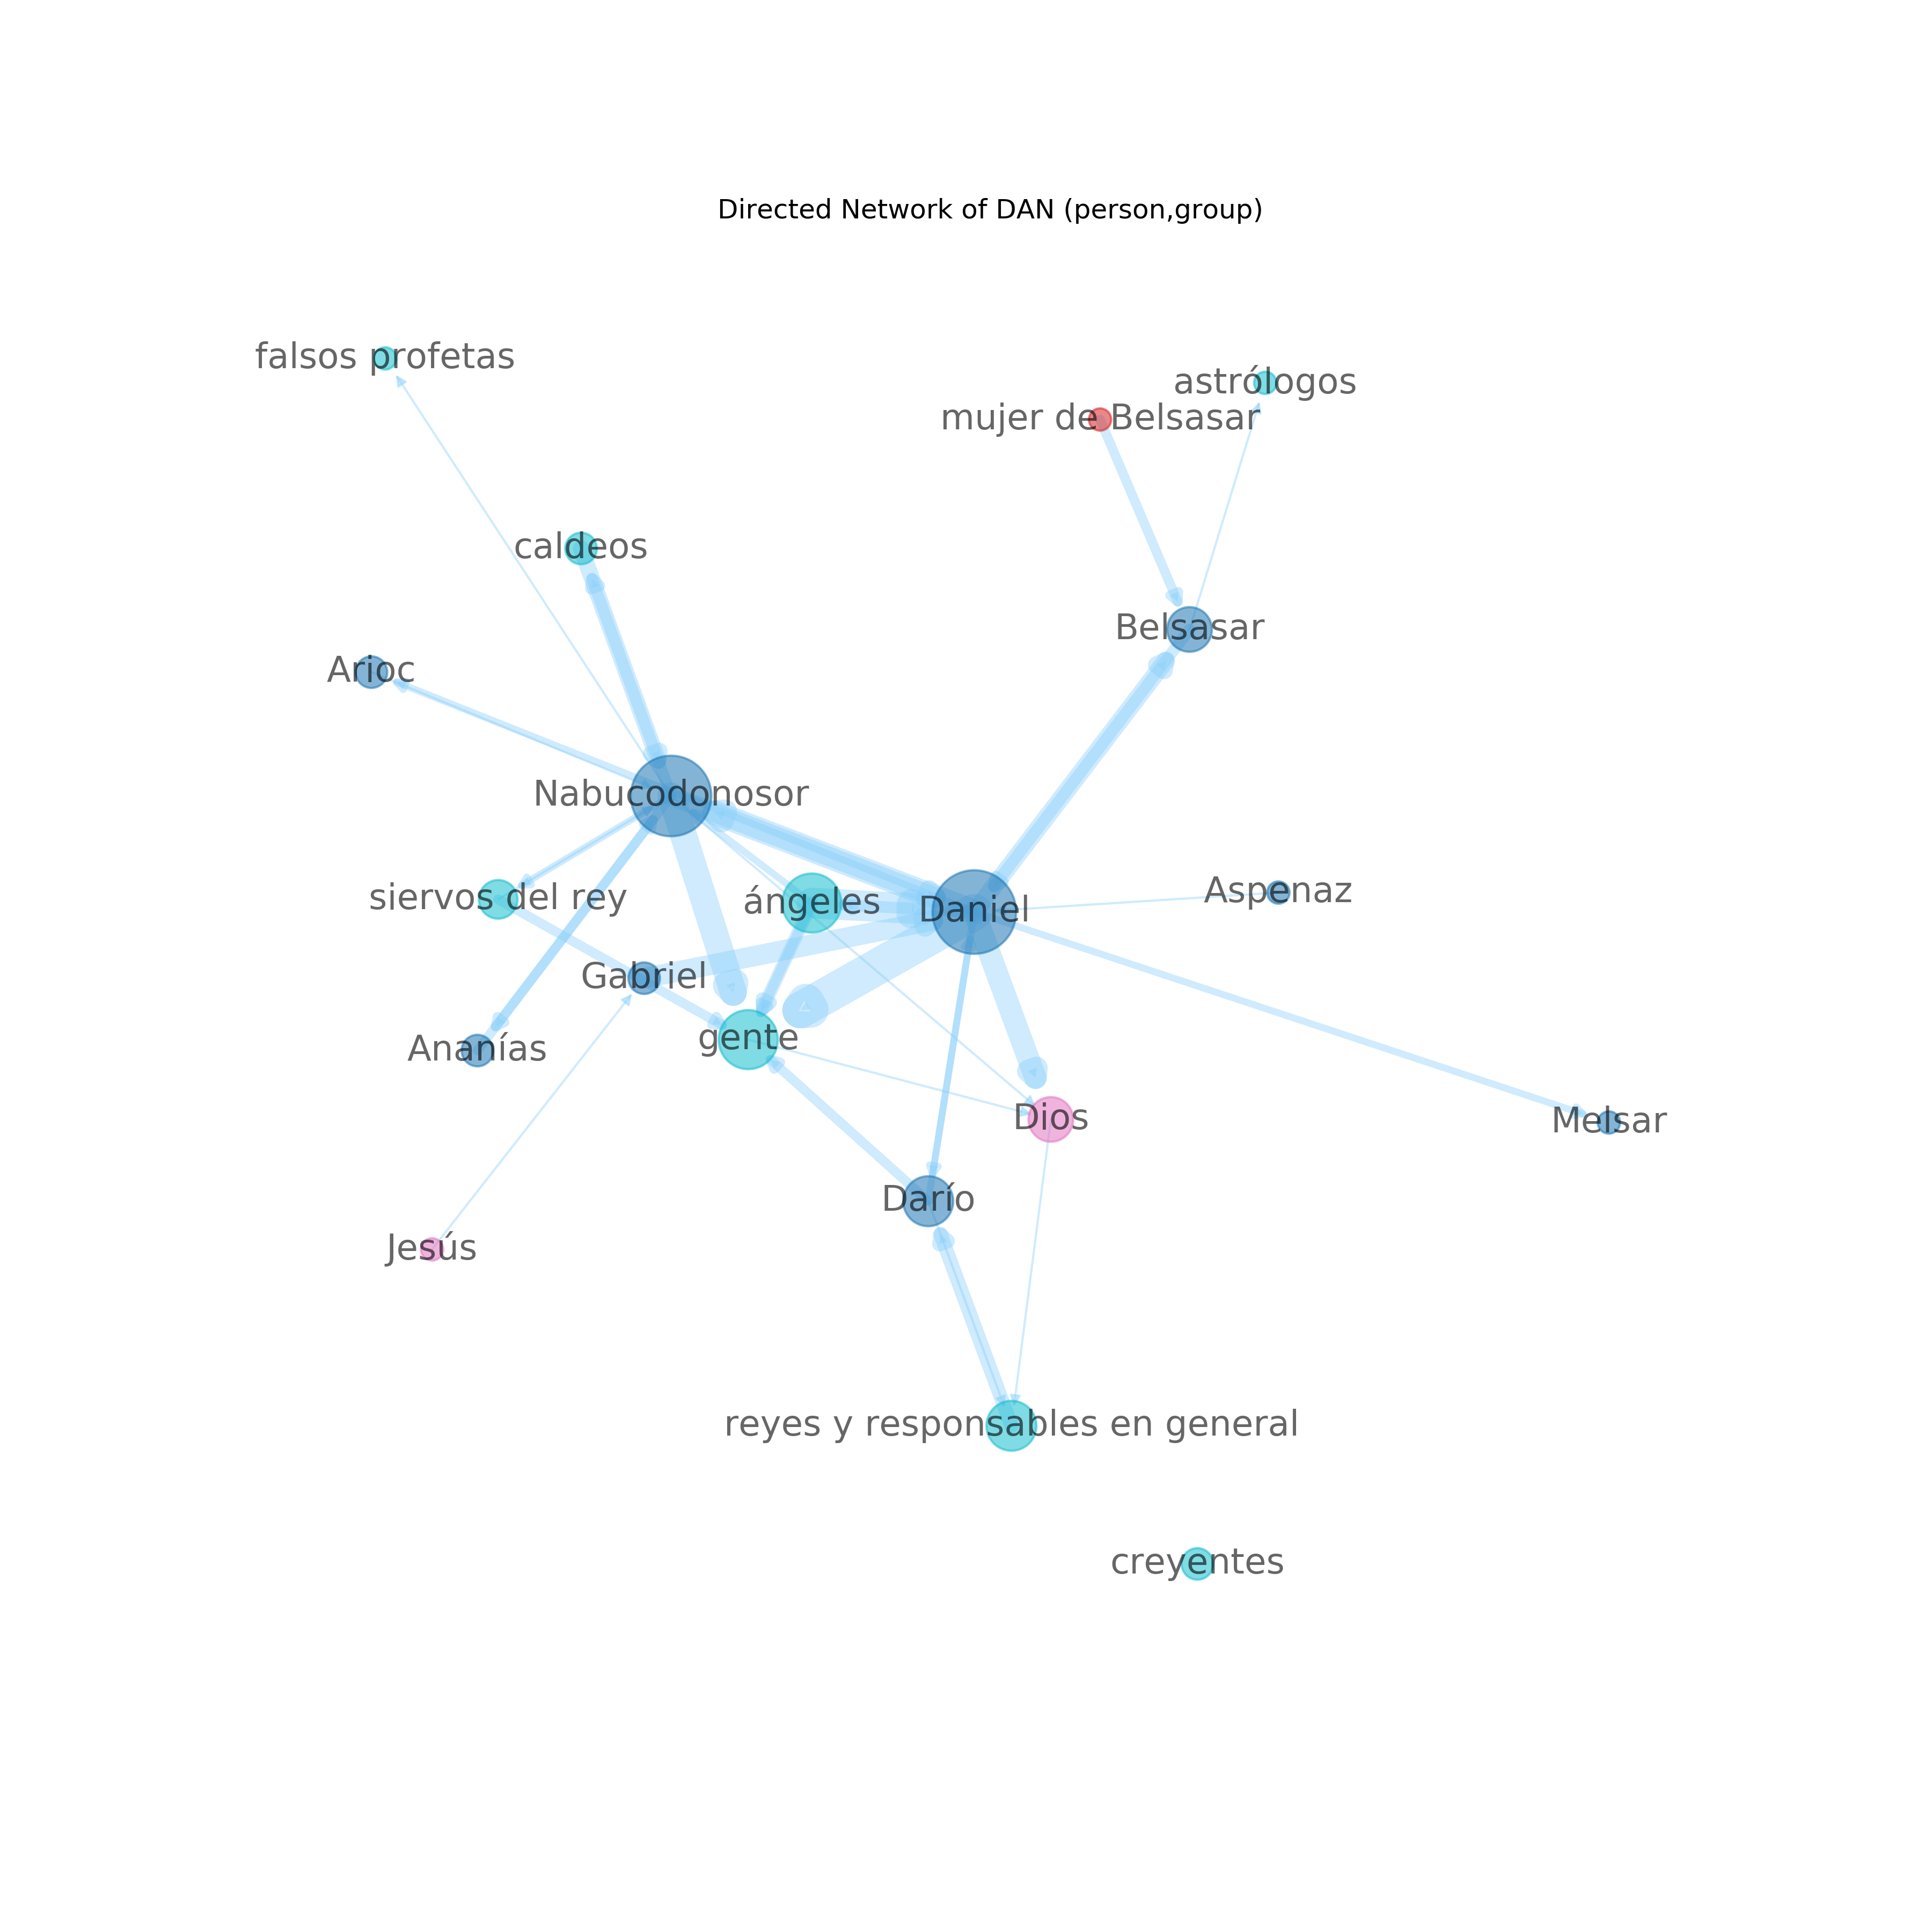 Directed Network of DAN (person,group)
falsos profetas
astrólogos
mujer de Belsasar
caldeos
Belsasar
Arioc
Nabucodonosor
siervos del rey
ángeles
Daniel
Aspenaz
Gabriel
gente
Ananías
Dios
Melsar
Darío
Jesús
reyes y responsables en general
creyentes